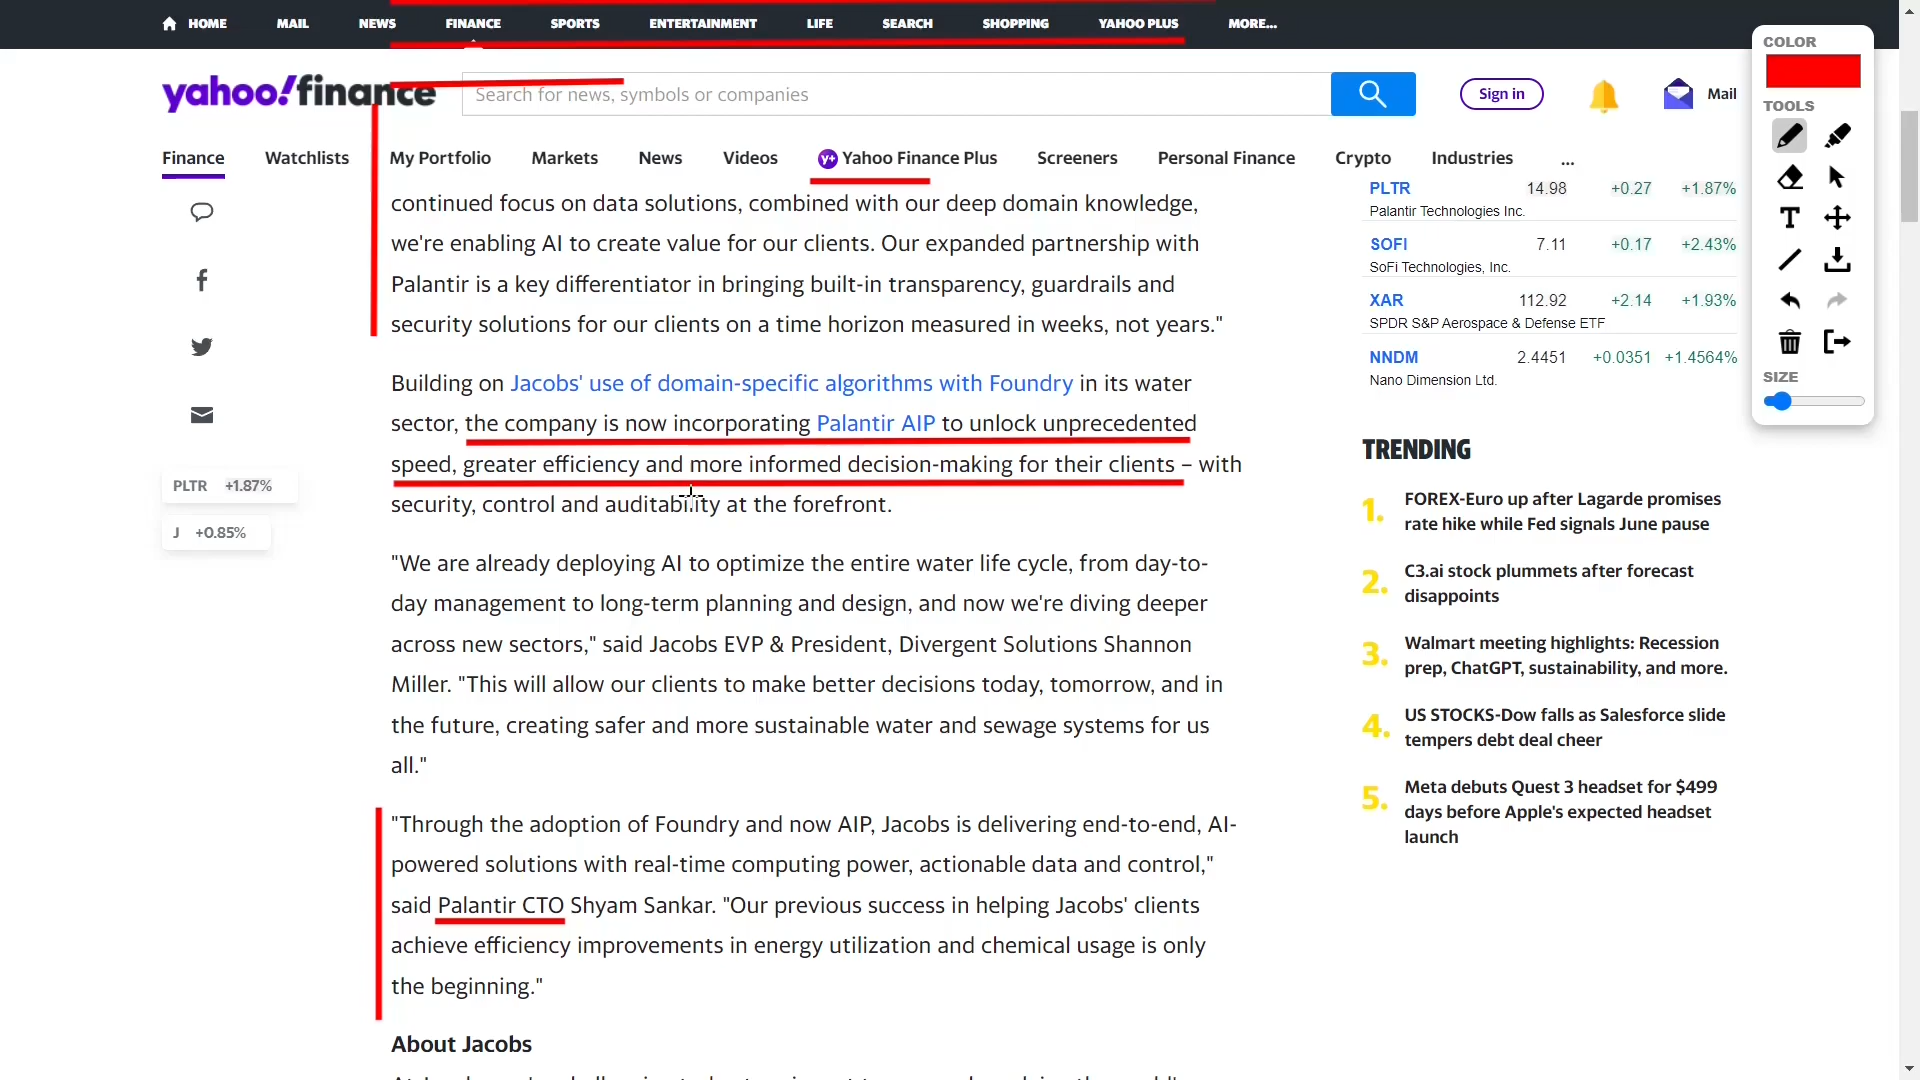 HOME MAIL NEWS FINANCE SPORTS ENTERTAINMENT LIFE SEARCH SHOPPING YAHOO PLUS MORE...
yahoo!finance
Search for news, symbols or companies
Sign in
Mail
Finance Watchlists My Portfolio Markets News Videos y+ Yahoo Finance Plus Screeners Personal Finance Crypto Industries ...
continued focus on data solutions, combined with our deep domain knowledge,
we're enabling AI to create value for our clients. Our expanded partnership with
Palantir is a key differentiator in bringing built-in transparency, guardrails and
security solutions for our clients on a time horizon measured in weeks, not years."
Building on Jacobs' use of domain-specific algorithms with Foundry in its water
sector, the company is now incorporating Palantir AIP to unlock unprecedented
speed, greater efficiency and more informed decision-making for their clients – with
security, control and auditability at the forefront.
"We are already deploying AI to optimize the entire water life cycle, from day-to-
day management to long-term planning and design, and now we're diving deeper
across new sectors," said Jacobs EVP & President, Divergent Solutions Shannon
Miller. "This will allow our clients to make better decisions today, tomorrow, and in
the future, creating safer and more sustainable water and sewage systems for us
all."
"Through the adoption of Foundry and now AIP, Jacobs is delivering end-to-end, AI-
powered solutions with real-time computing power, actionable data and control,"
said Palantir CTO Shyam Sankar. "Our previous success in helping Jacobs' clients
achieve efficiency improvements in energy utilization and chemical usage is only
the beginning."
About Jacobs
PLTR +1.87%
J +0.85%
PLTR 14.98 +0.27 +1.87%
Palantir Technologies Inc.
SOFI 7.11 +0.17 +2.43%
SoFi Technologies, Inc.
XAR 112.92 +2.14 +1.93%
SPDR S&P Aerospace & Defense ETF
NNDM 2.4451 +0.0351 +1.4564%
Nano Dimension Ltd.
TRENDING
1. FOREX-Euro up after Lagarde promises
rate hike while Fed signals June pause
2. C3.ai stock plummets after forecast
disappoints
3. Walmart meeting highlights: Recession
prep, ChatGPT, sustainability, and more.
4. US STOCKS-Dow falls as Salesforce slide
tempers debt deal cheer
5. Meta debuts Quest 3 headset for $499
days before Apple's expected headset
launch
COLOR
TOOLS
T
SIZE